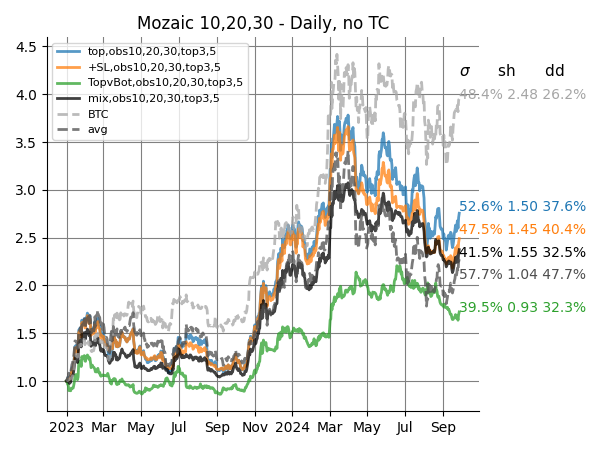 Mozaic 10,20,30 - Daily, no TC
4.5
4.0
3.5
3.0
2.5
2.0
1.5
1.0
top,obs10,20,30,top3,5
+SL,obs10,20,30,top3,5
TopvBot,obs10,20,30,top3,5
mix,obs10,20,30,top3,5
BTC
avg
σ sh dd
48.4% 2.48 26.2%
52.6% 1.50 37.6%
47.5% 1.45 40.4%
41.5% 1.55 32.5%
57.7% 1.04 47.7%
39.5% 0.93 32.3%
2023 Mar May Jul Sep Nov 2024 Mar May Jul Sep